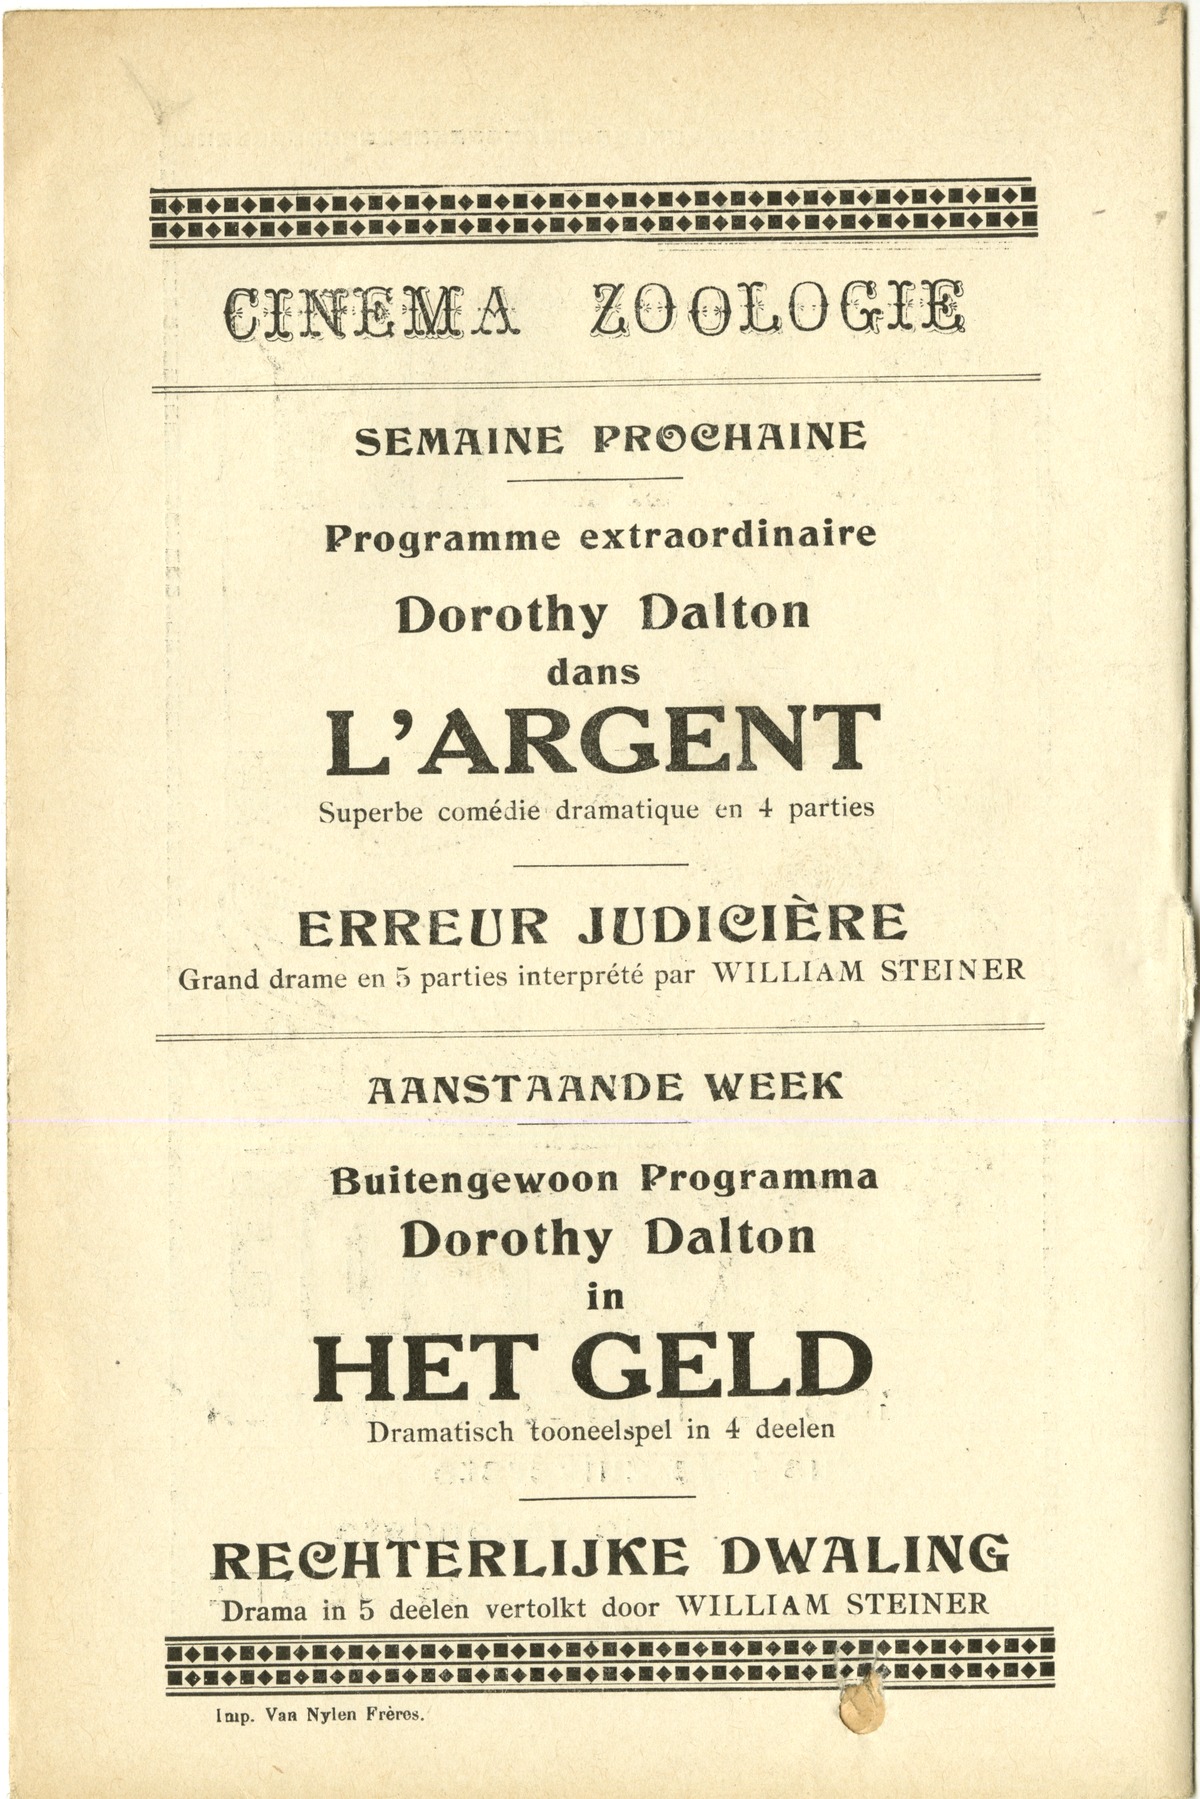 CINEMA ZOOLOGIE
SEMAINE PROCHAINE
Programme extraordinaire
Dorothy Dalton
dans
L'ARGENT
Superbe comédie dramatique en 4 parties
ERREUR JUDICIÈRE
Grand drame en 5 parties interprété par WILLIAM STEINER
AANSTAANDE WEEK
Buitengewoon Programma
Dorothy Dalton
in
HET GELD
Dramatisch tooneelspel in 4 deelen
RECHTERLIJKE DWALING
Drama in 5 deelen vertolkt door WILLIAM STEINER
Imp. Van Nylen Frères.